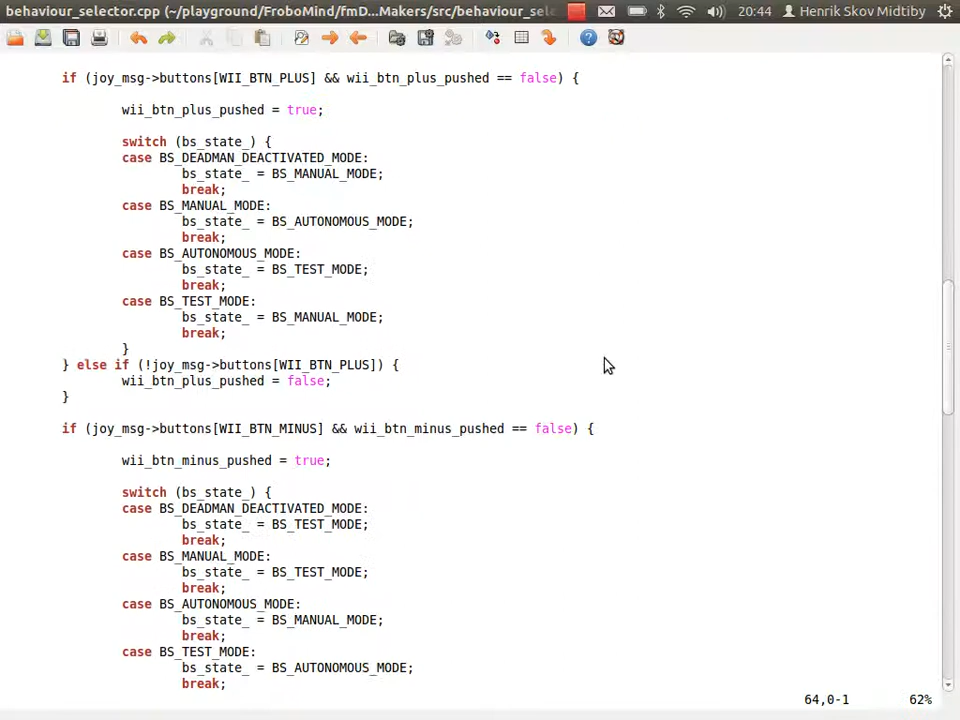 behaviour_selector.cpp (~/playground/FroboMind/fmD...Makers/src/behaviour_sele
20:44
Henrik Skov Midtiby
if (joy_msg->buttons[WII_BTN_PLUS] && wii_btn_plus_pushed == false) {
wii_btn_plus_pushed = true;
switch (bs_state_) {
case BS_DEADMAN_DEACTIVATED_MODE:
bs_state_ = BS_MANUAL_MODE;
break;
case BS_MANUAL_MODE:
bs_state_ = BS_AUTONOMOUS_MODE;
break;
case BS_AUTONOMOUS_MODE:
bs_state_ = BS_TEST_MODE;
break;
case BS_TEST_MODE:
bs_state_ = BS_MANUAL_MODE;
break;
}
} else if (!joy_msg->buttons[WII_BTN_PLUS]) {
wii_btn_plus_pushed = false;
}
if (joy_msg->buttons[WII_BTN_MINUS] && wii_btn_minus_pushed == false) {
wii_btn_minus_pushed = true;
switch (bs_state_) {
case BS_DEADMAN_DEACTIVATED_MODE:
bs_state_ = BS_TEST_MODE;
break;
case BS_MANUAL_MODE:
bs_state_ = BS_TEST_MODE;
break;
case BS_AUTONOMOUS_MODE:
bs_state_ = BS_MANUAL_MODE;
break;
case BS_TEST_MODE:
bs_state_ = BS_AUTONOMOUS_MODE;
break;
64,0-1 62%